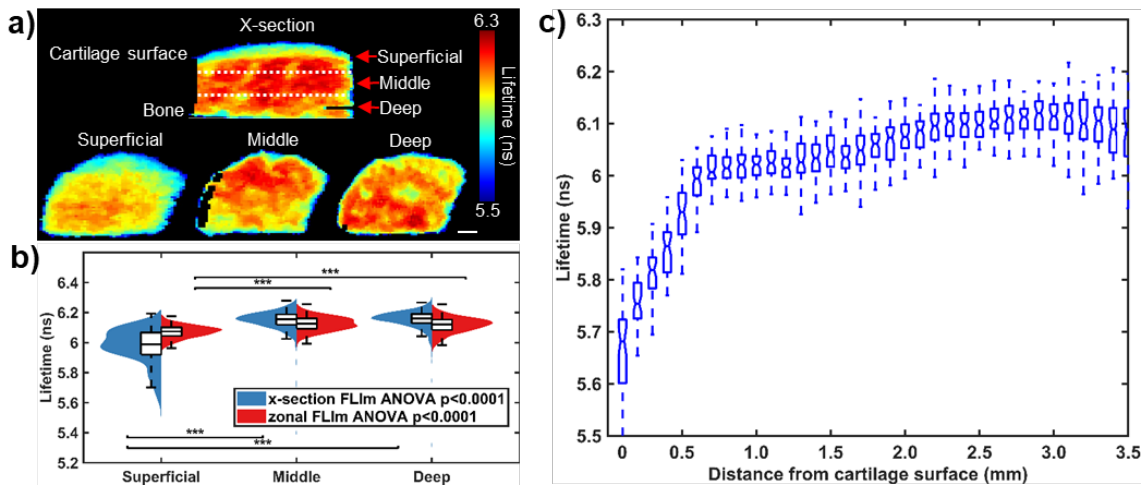 a)
X-section
6.3
Cartilage surface
Superficial
Middle
Bone
Deep
Lifetime (ns)
5.5
Superficial Middle Deep
b)
6.4
6.2
6
5.8
5.6
5.4
5.2
Lifetime (ns)
***
***
x-section FLIm ANOVA p<0.0001
zonal FLIm ANOVA p<0.0001
***
***
Superficial Middle Deep
c)
6.3
6.2
6.1
6
5.9
5.8
5.7
5.6
5.5
Lifetime (ns)
0 0.5 1.0 1.5 2.0 2.5 3.0 3.5
Distance from cartilage surface (mm)